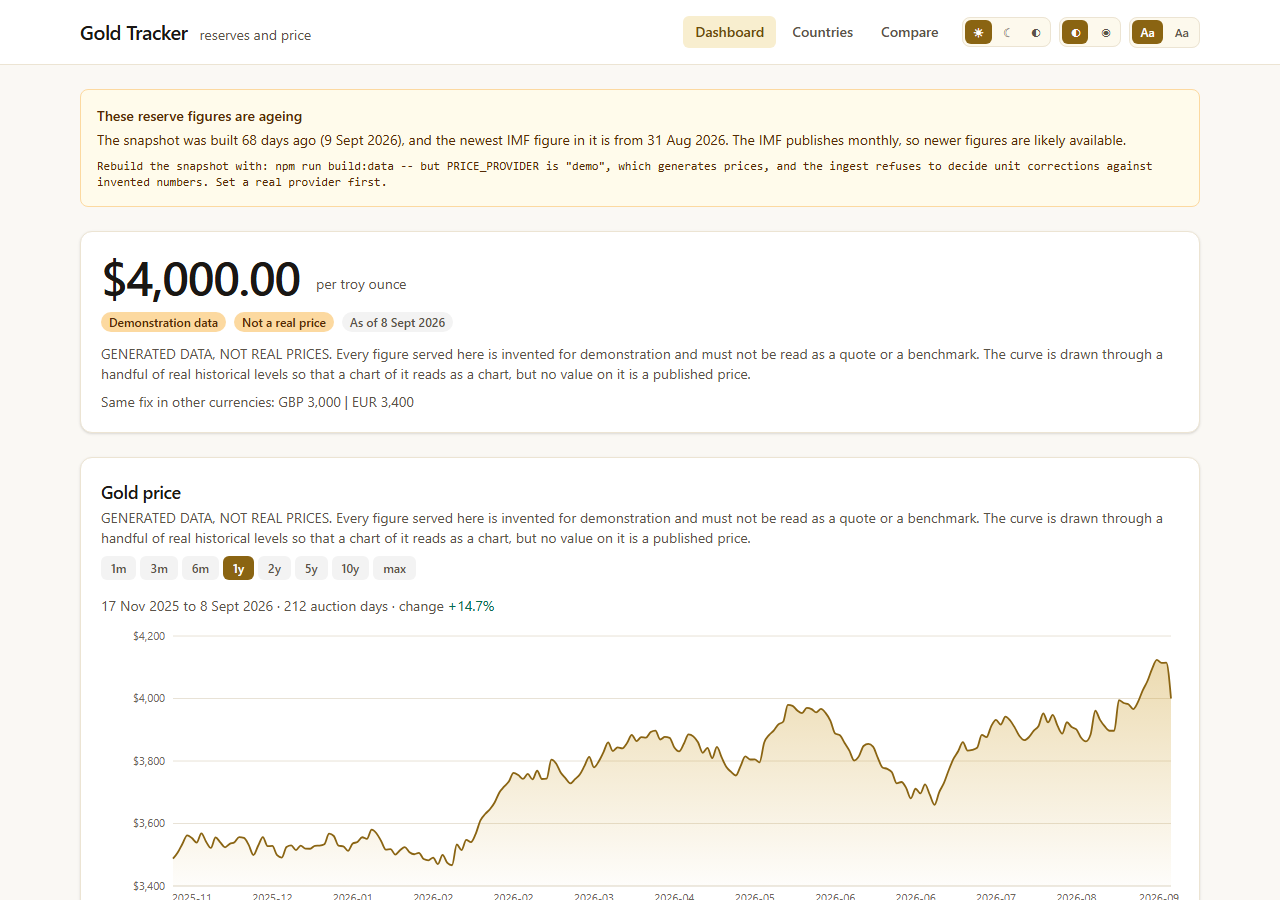 Gold Tracker reserves and price Dashboard Countries Compare Aa Aa
These reserve figures are ageing
The snapshot was built 68 days ago (9 Sept 2026), and the newest IMF figure in it is from 31 Aug 2026. The IMF publishes monthly, so newer figures are likely available.
Rebuild the snapshot with: npm run build:data -- but PRICE_PROVIDER is "demo", which generates prices, and the ingest refuses to decide unit corrections against
invented numbers. Set a real provider first.
$4,000.00 per troy ounce
Demonstration data Not a real price As of 8 Sept 2026
GENERATED DATA, NOT REAL PRICES. Every figure served here is invented for demonstration and must not be read as a quote or a benchmark. The curve is drawn through a
handful of real historical levels so that a chart of it reads as a chart, but no value on it is a published price.
Same fix in other currencies: GBP 3,000 | EUR 3,400
Gold price
GENERATED DATA, NOT REAL PRICES. Every figure served here is invented for demonstration and must not be read as a quote or a benchmark. The curve is drawn through a
handful of real historical levels so that a chart of it reads as a chart, but no value on it is a published price.
1m 3m 6m 1y 2y 5y 10y max
17 Nov 2025 to 8 Sept 2026 · 212 auction days · change +14.7%
$4,200
$4,000
$3,800
$3,600
$3,400
2025-11 2025-12 2026-01 2026-02 2026-02 2026-03 2026-04 2026-05 2026-06 2026-06 2026-07 2026-08 2026-09